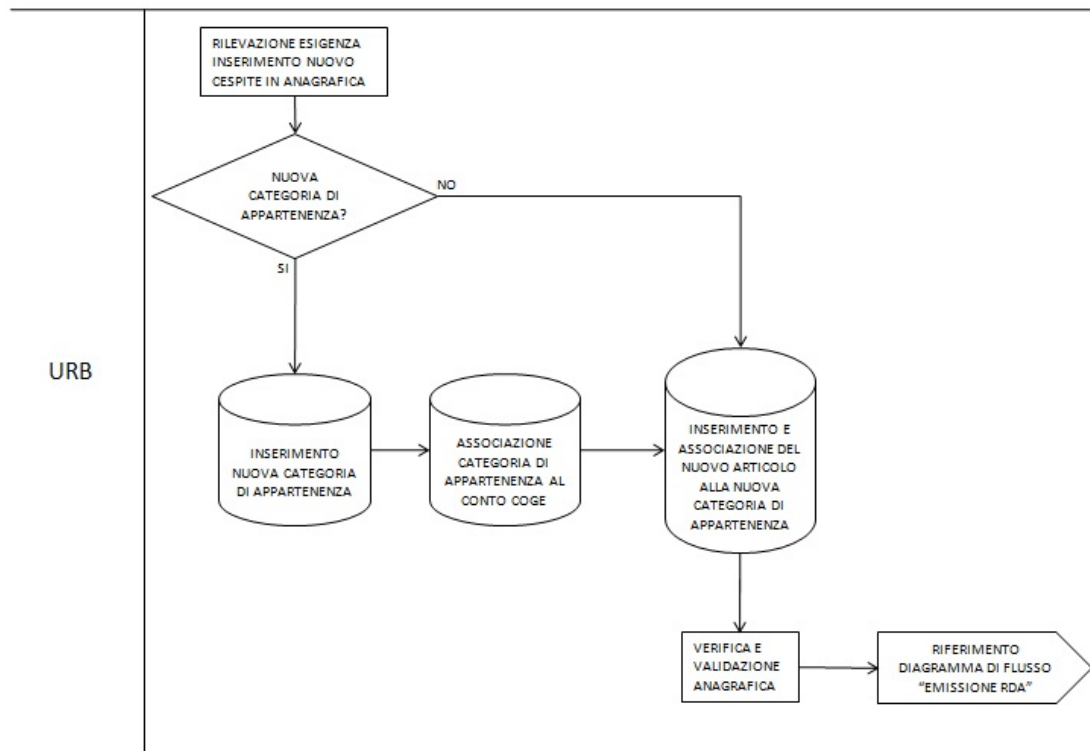 RILEVAZIONE ESIGENZA
INSERIMENTO NUOVO
CESPITE IN ANAGRAFICA
NUOVA
CATEGORIA DI
APPARTENENZA?
NO
SI
URB
INSERIMENTO
NUOVA CATEGORIA
DI APPARTENENZA
ASSOCIAZIONE
CATEGORIA DI
APPARTENENZA AL
CONTO COGE
INSERIMENTO E
ASSOCIAZIONE DEL
NUOVO ARTICOLO
ALLA NUOVA
CATEGORIA DI
APPARTENENZA
VERIFICA E
VALIDAZIONE
ANAGRAFICA
RIFERIMENTO
DIAGRAMMA DI FLUSSO
“EMISSIONE RDA”